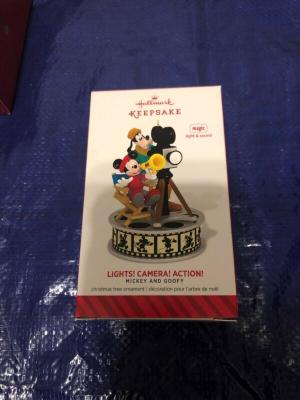 Hallmark
KEEPSAKE
magic
light & sound
LIGHTS! CAMERA! ACTION!
MICKEY AND GOOFY
christmas tree ornament | décoration pour l'arbre de noël